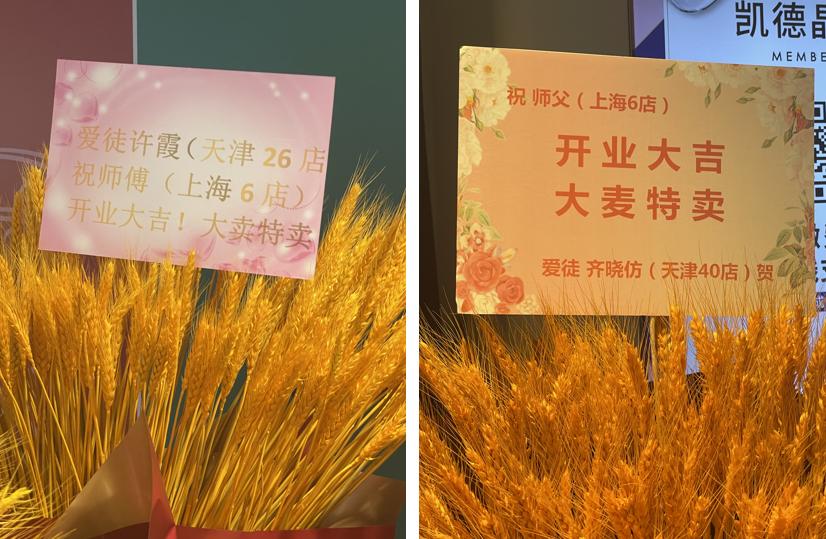 爱徒许霞（天津 26 店
祝师傅（上海 6 店）
开业大吉！大卖特卖
凯德晶
MEMBE
祝 师父（上海6店）
开业大吉
大麦特卖
爱徒 齐晓仿（天津40店）贺